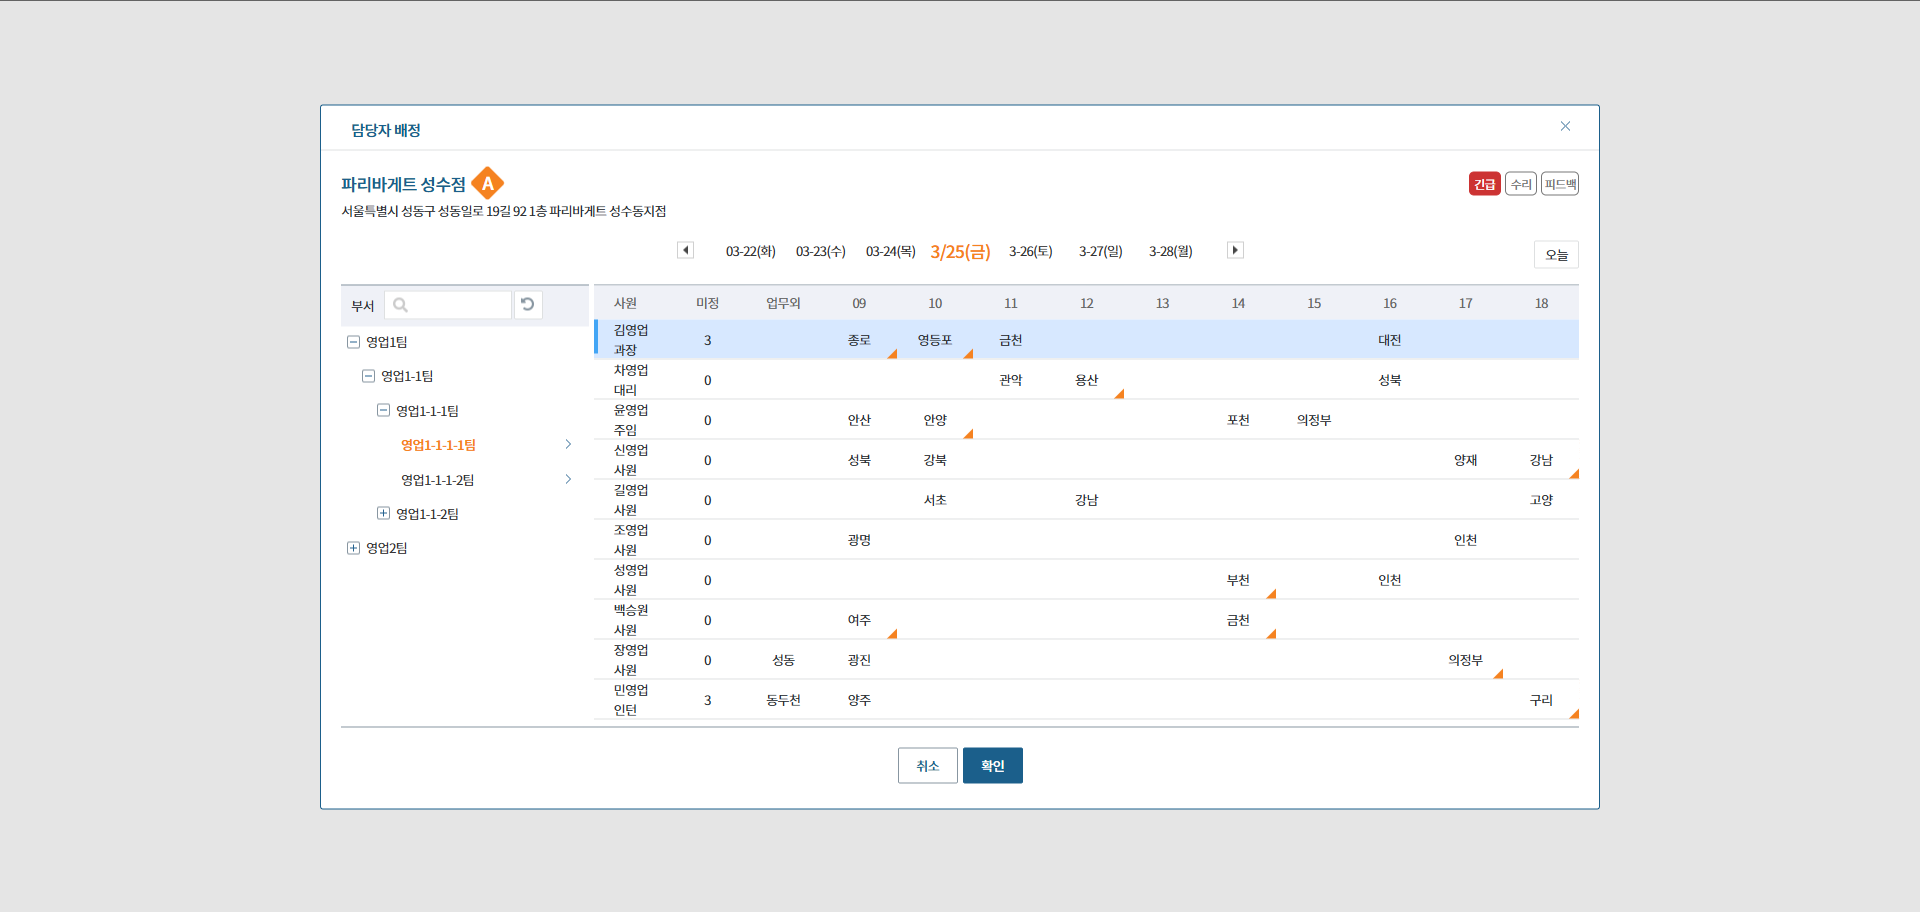 담당자 배정
파리바게트 성수점 A
긴급 수리 피드백
서울특별시 성동구 성동일로 19길 92 1층 파리바게트 성수동지점
03-22(화) 03-23(수) 03-24(목) 3/25(금) 3-26(토) 3-27(일) 3-28(월)
오늘
부서
영업1팀
영업1-1팀
영업1-1-1팀
영업1-1-1-1팀
영업1-1-1-2팀
영업1-1-2팀
영업2팀
사원 미정 업무외 09 10 11 12 13 14 15 16 17 18
김영업
과장 3 종로 영등포 금천 대전
차영업
대리 0 관악 용산 성북
윤영업
주임 0 안산 안양 포천 의정부
신영업
사원 0 성북 강북 양재 강남
길영업
사원 0 서초 강남 고양
조영업
사원 0 광명 인천
성영업
사원 0 부천 인천
백승원
사원 0 여주 금천
장영업
사원 0 성동 광진 의정부
민영업
인턴 3 동두천 양주 구리
취소 확인